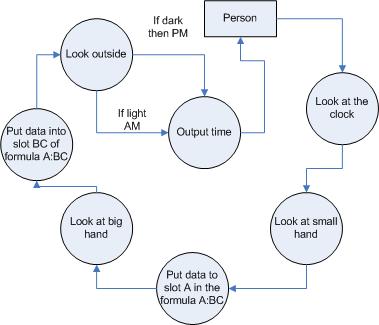 Person
Look at the
clock
Look at small
hand
Put data to
slot A in the
formula A:BC
Look at big
hand
Put data into
slot BC of
formula A:BC
Look outside
If dark
then PM
If light
AM
Output time